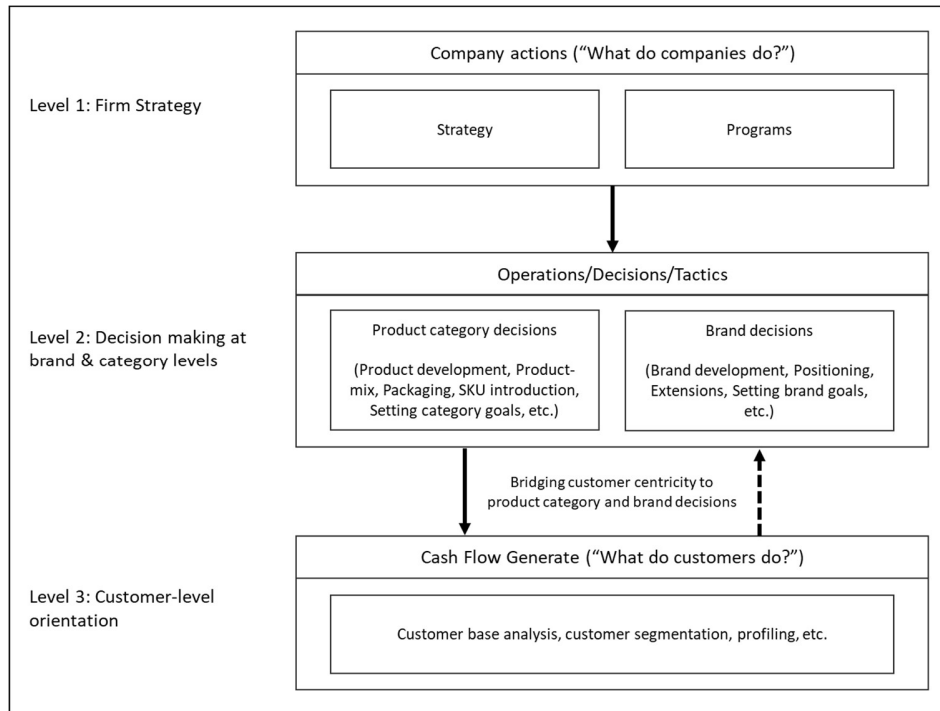 Company actions (“What do companies do?”)
Level 1: Firm Strategy
Strategy
Programs
Operations/Decisions/Tactics
Level 2: Decision making at
brand & category levels
Product category decisions
(Product development, Product-
mix, Packaging, SKU introduction,
Setting category goals, etc.)
Brand decisions
(Brand development, Positioning,
Extensions, Setting brand goals,
etc.)
Bridging customer centricity to
product category and brand decisions
Cash Flow Generate (“What do customers do?”)
Level 3: Customer-level
orientation
Customer base analysis, customer segmentation, profiling, etc.